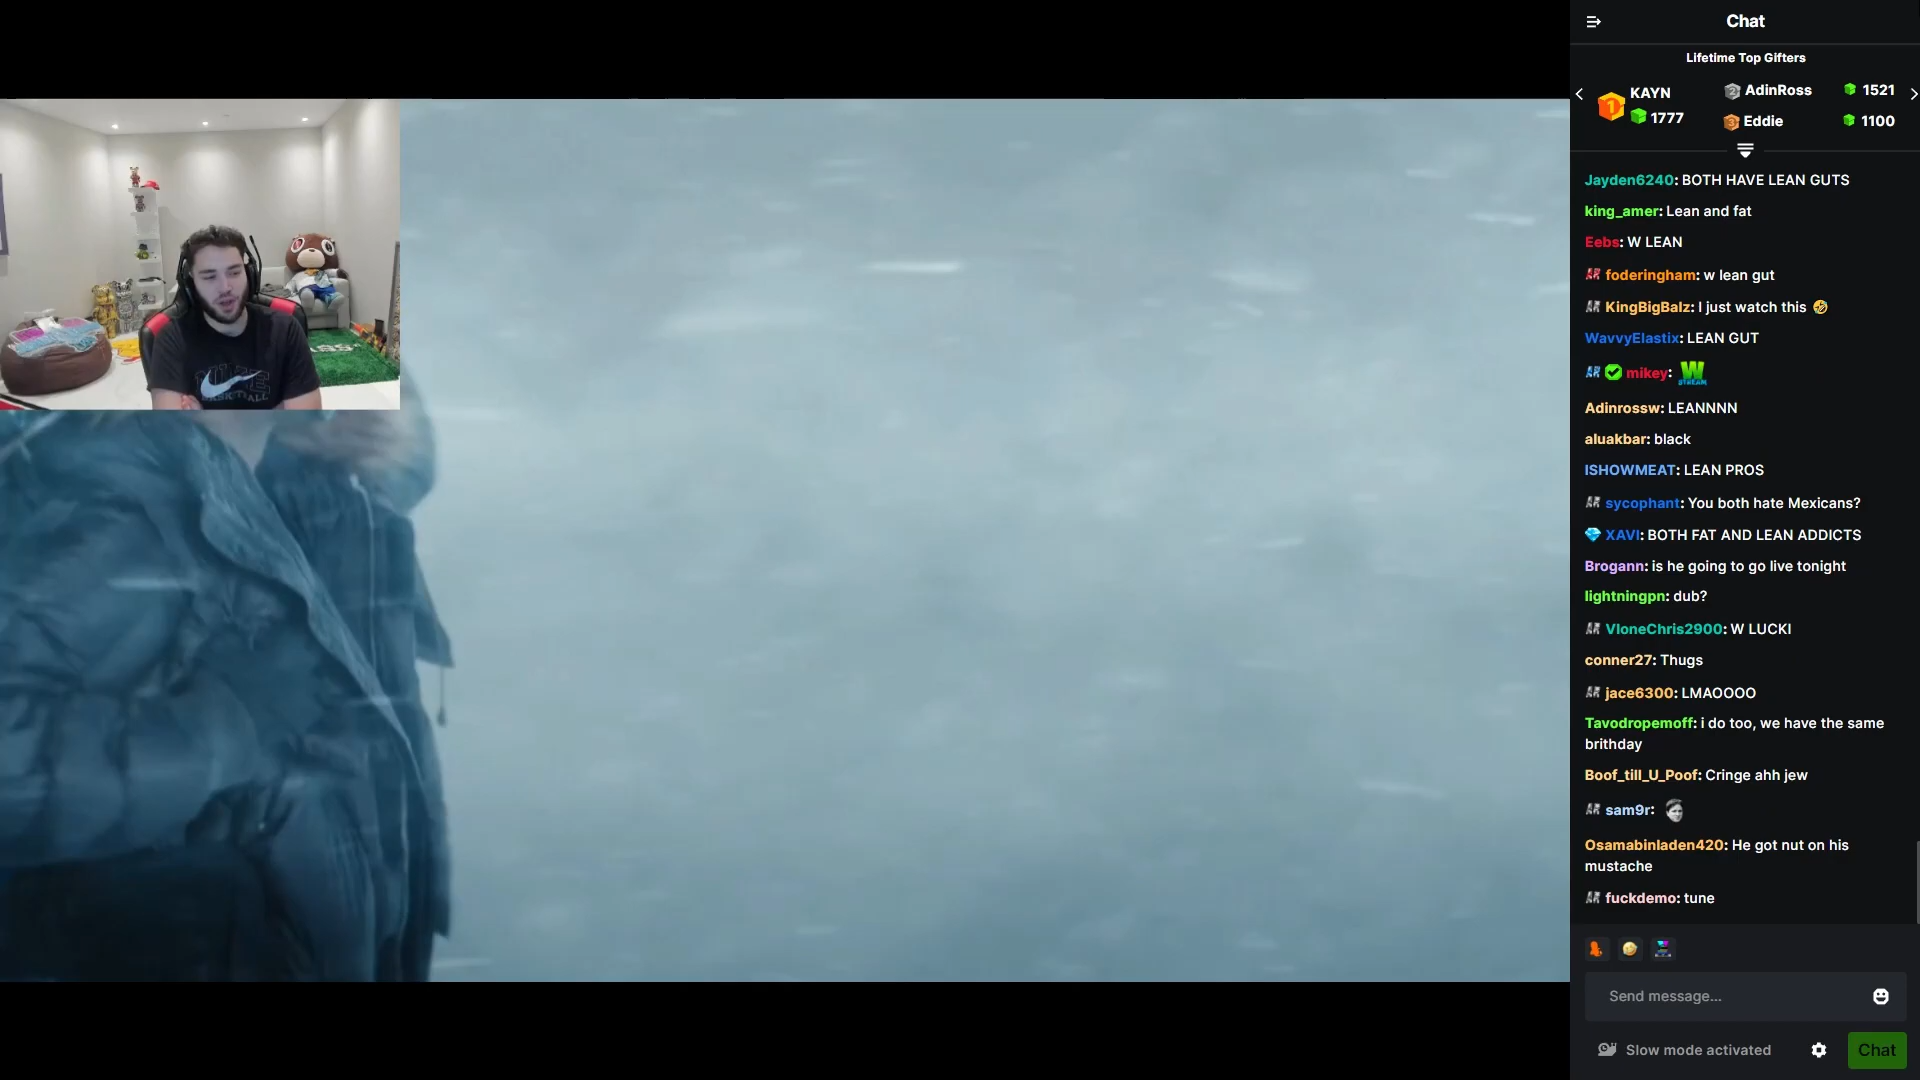 Chat
Lifetime Top Gifters
KAYN
1777
AdinRoss 1521
Eddie 1100
Jayden6240: BOTH HAVE LEAN GUTS
king_amer: Lean and fat
Eebs: W LEAN
foderingham: w lean gut
KingBigBalz: I just watch this 🤣
WavvyElastix: LEAN GUT
mikey: W STREAM
Adinrossw: LEANNNN
aluakbar: black
ISHOWMEAT: LEAN PROS
sycophant: You both hate Mexicans?
XAVI: BOTH FAT AND LEAN ADDICTS
Brogann: is he going to go live tonight
lightningpn: dub?
VloneChris2900: W LUCKI
conner27: Thugs
jace6300: LMAOOOO
Tavodropemoff: i do too, we have the same
brithday
Boof_till_U_Poof: Cringe ahh jew
sam9r:
Osamabinladen420: He got nut on his
mustache
fuckdemo: tune
Send message...
Slow mode activated
Chat